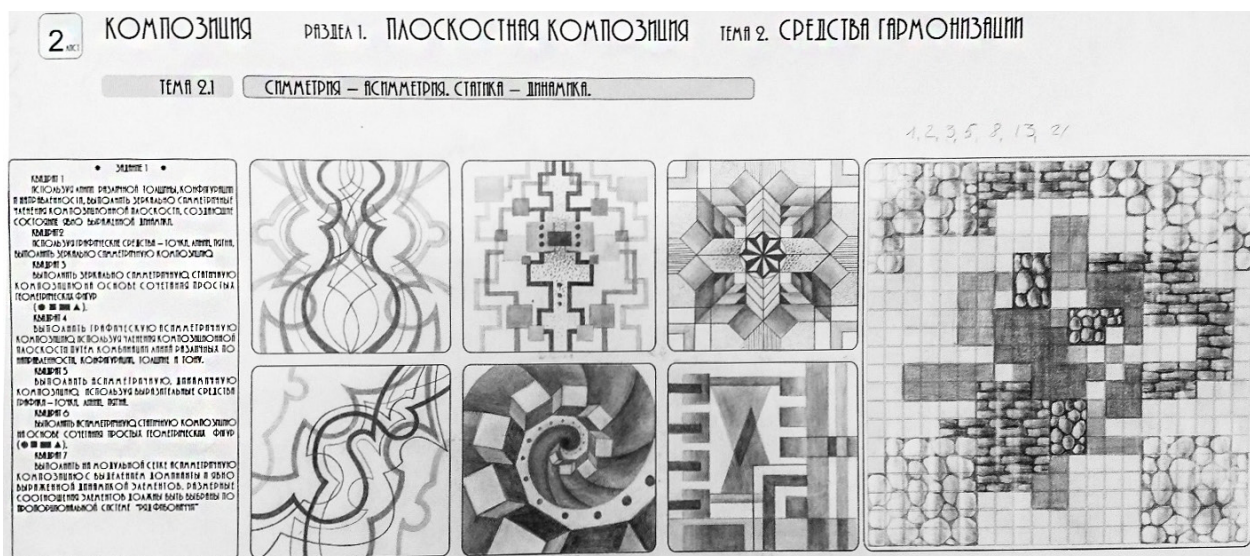 2 ЛИСТ
КОМПОЗИЦИЯ РАЗДЕЛ 1. ПЛОСКОСТНАЯ КОМПОЗИЦИЯ ТЕМА 2. СРЕДСТВА ГАРМОНИЗАЦИИ
ТЕМА 2.1 СИММЕТРИЯ — АСИММЕТРИЯ. СТАТИКА — ДИНАМИКА.
1, 2, 3, 5, 8, 13, 21
ЗАДАНИЕ 1
КВАДРАТ 1
ИСПОЛЬЗУЯ ЛИНИИ РАЗЛИЧНОЙ ТОЛЩИНЫ, КОНФИГУРАЦИИ
И НАПРАВЛЕННОСТИ, ВЫПОЛНИТЬ ЗЕРКАЛЬНО СИММЕТРИЧНЫЕ
ЧЛЕНЕНИЯ КОМПОЗИЦИОННОЙ ПЛОСКОСТИ, СОЗДАЮЩИЕ
СОСТОЯНИЕ ЯВНО ВЫРАЖЕННОЙ ДИНАМИКИ.
КВАДРАТ 2
ИСПОЛЬЗУЯ ГРАФИЧЕСКИЕ СРЕДСТВА – ТОЧКИ, ЛИНИИ, ПЯТНА,
ВЫПОЛНИТЬ ЗЕРКАЛЬНО СИММЕТРИЧНУЮ КОМПОЗИЦИЮ
КВАДРАТ 3
ВЫПОЛНИТЬ ЗЕРКАЛЬНО СИММЕТРИЧНУЮ, СТАТИЧНУЮ
КОМПОЗИЦИЮ НА ОСНОВЕ СОЧЕТАНИЯ ПРОСТЫХ
ГЕОМЕТРИЧЕСКИХ ФИГУР
КВАДРАТ 4
ВЫПОЛНИТЬ ГРАФИЧЕСКУЮ АСИММЕТРИЧНУЮ
КОМПОЗИЦИЮ, ИСПОЛЬЗУЯ ЧЛЕНЕНИЯ КОМПОЗИЦИОННОЙ
ПЛОСКОСТИ ПУТЕМ КОМБИНАЦИИ ЛИНИЙ РАЗЛИЧНЫХ ПО
НАПРАВЛЕННОСТИ, КОНФИГУРАЦИИ, ТОЛЩИНЕ И ТОНУ.
КВАДРАТ 5
ВЫПОЛНИТЬ АСИММЕТРИЧНУЮ, ДИНАМИЧНУЮ
КОМПОЗИЦИЮ, ИСПОЛЬЗУЯ ВЫРАЗИТЕЛЬНЫЕ СРЕДСТВА
ГРАФИКИ – ТОЧКИ, ЛИНИИ, ПЯТНА.
КВАДРАТ 6
ВЫПОЛНИТЬ АСИММЕТРИЧНУЮ, СТАТИЧНУЮ КОМПОЗИЦИЮ
НА ОСНОВЕ СОЧЕТАНИЯ ПРОСТЫХ ГЕОМЕТРИЧЕСКИХ ФИГУР
КВАДРАТ 7
ВЫПОЛНИТЬ НА МОДУЛЬНОЙ СЕТКЕ АСИММЕТРИЧНУЮ
КОМПОЗИЦИЮ С ВЫДЕЛЕНИЕМ ДОМИНАНТЫ И ЯВНО
ВЫРАЖЕННОЙ ДИНАМИКОЙ ЭЛЕМЕНТОВ. РАЗМЕРНЫЕ
СООТНОШЕНИЯ ЭЛЕМЕНТОВ ДОЛЖНЫ БЫТЬ ВЫБРАНЫ ПО
ПРОПОРЦИОНАЛЬНОЙ СИСТЕМЕ "РЯД ФИБОНАЧЧИ"